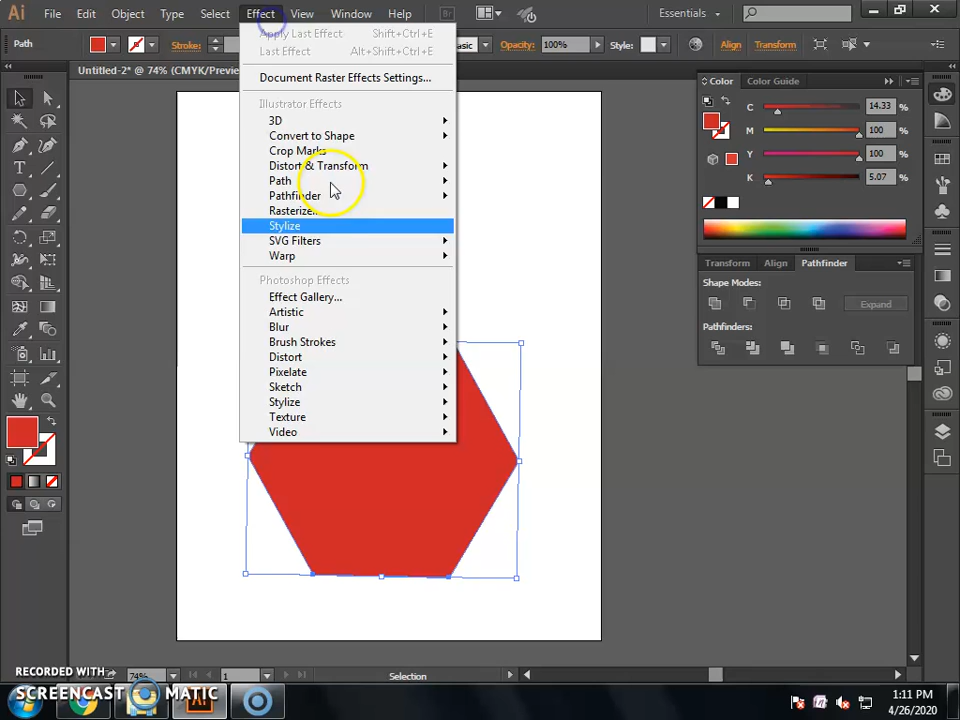 Ai File Edit Object Type Select Effect View Window Help Br Essentials
Path Stroke: Basic Opacity: 100% Style: Align Transform
Untitled-2* @ 74% (CMYK/Preview
Apply Last Effect Shift+Ctrl+E
Last Effect Alt+Shift+Ctrl+E
Document Raster Effects Settings...
Illustrator Effects
3D
Convert to Shape
Crop Marks
Distort & Transform
Path
Pathfinder
Rasterize...
Stylize
SVG Filters
Warp
Photoshop Effects
Effect Gallery...
Artistic
Blur
Brush Strokes
Distort
Pixelate
Sketch
Stylize
Texture
Video
Color Color Guide
C 14.33 %
M 100 %
Y 100 %
K 5.07 %
Transform Align Pathfinder
Shape Modes:
Expand
Pathfinders:
74% 1 Selection
RECORDED WITH
SCREENCAST MATIC
Ai
1:11 PM
4/26/2020